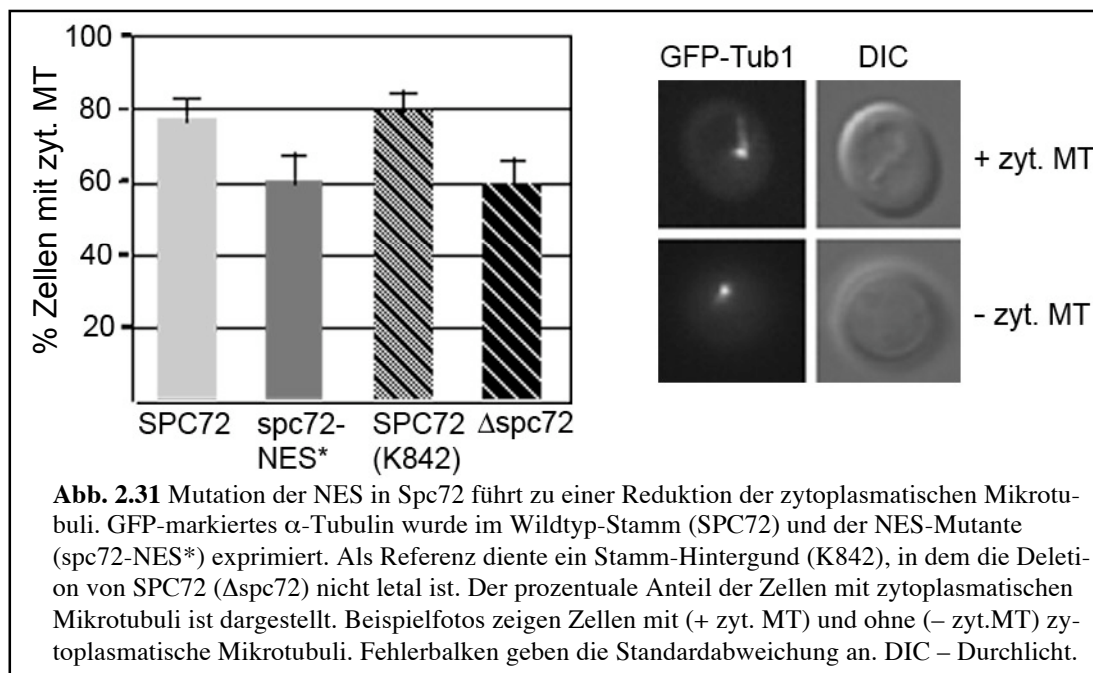 100
80
60
40
20
% Zellen mit zyt. MT
SPC72
spc72-
NES*
SPC72
(K842)
Δspc72
GFP-Tub1
DIC
+ zyt. MT
- zyt. MT
Abb. 2.31 Mutation der NES in Spc72 führt zu einer Reduktion der zytoplasmatischen Mikrotu-
buli. GFP-markiertes α-Tubulin wurde im Wildtyp-Stamm (SPC72) und der NES-Mutante
(spc72-NES*) exprimiert. Als Referenz diente ein Stamm-Hintergund (K842), in dem die Deleti-
on von SPC72 (Δspc72) nicht letal ist. Der prozentuale Anteil der Zellen mit zytoplasmatischen
Mikrotubuli ist dargestellt. Beispielfotos zeigen Zellen mit (+ zyt. MT) und ohne (– zyt.MT) zy-
toplasmatische Mikrotubuli. Fehlerbalken geben die Standardabweichung an. DIC – Durchlicht.